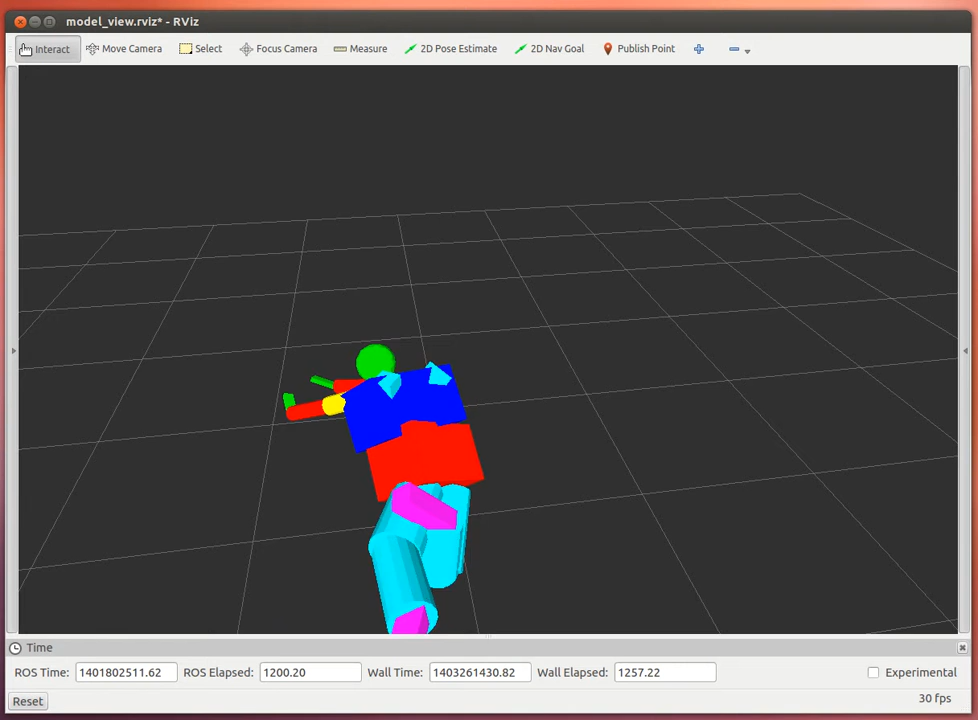 model_view.rviz* - RViz
Interact Move Camera Select Focus Camera Measure 2D Pose Estimate 2D Nav Goal Publish Point
Time
ROS Time: 1401802511.62 ROS Elapsed: 1200.20 Wall Time: 1403261430.82 Wall Elapsed: 1257.22 Experimental
Reset 30 fps